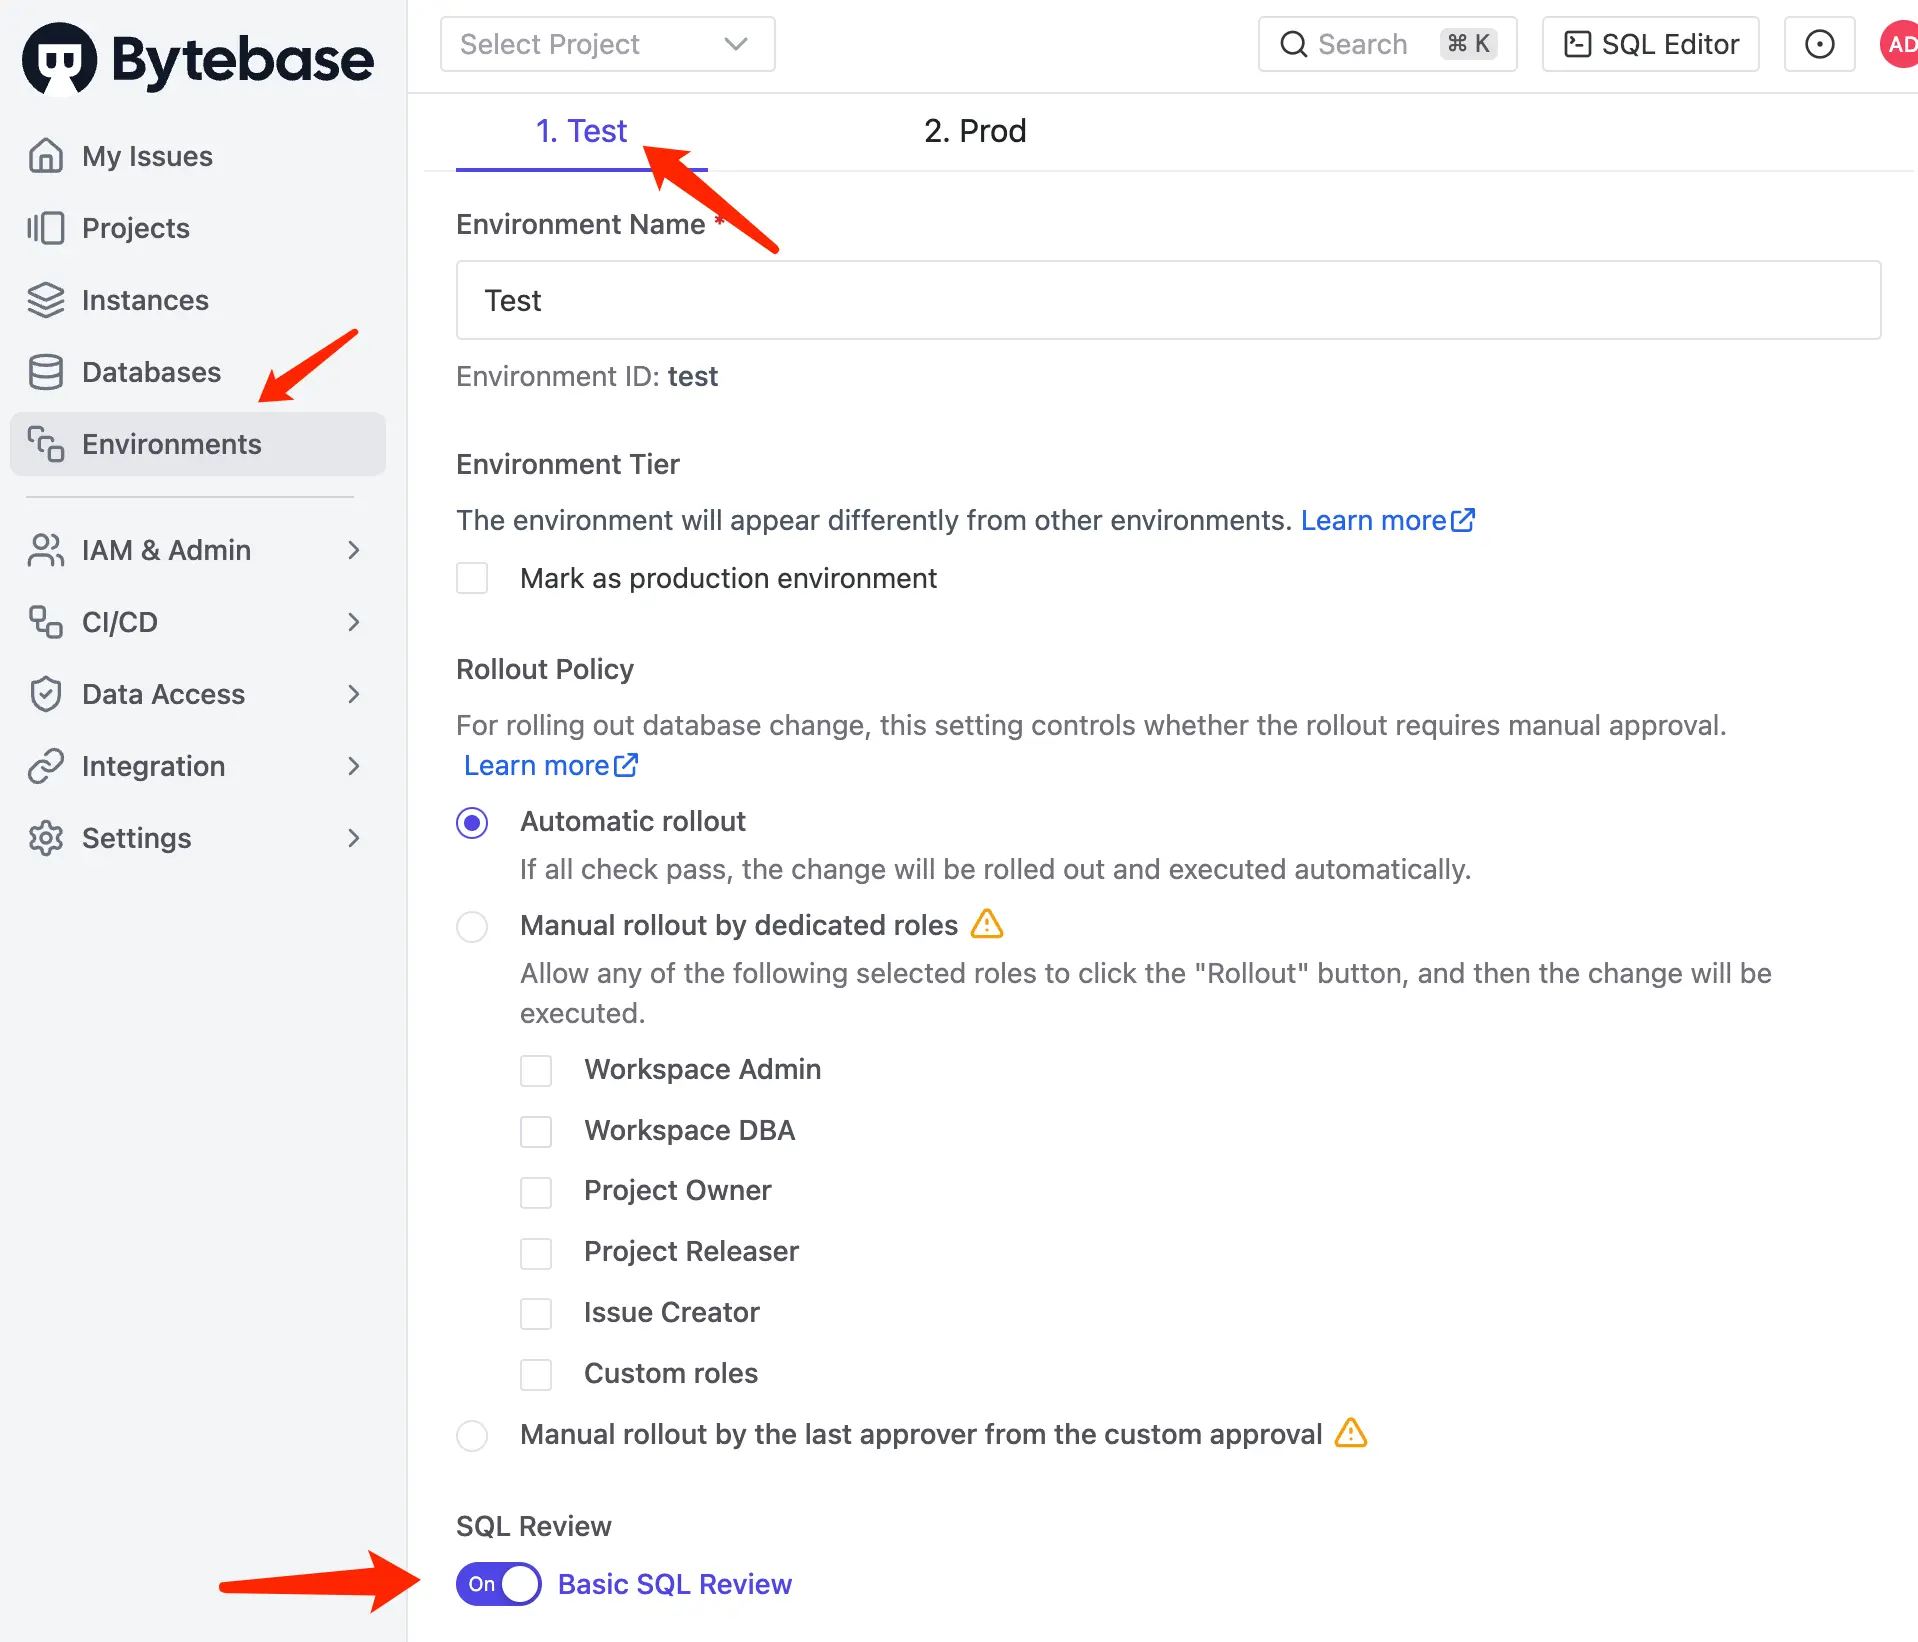 Bytebase
Select Project
Search
⌘ K
SQL Editor
AD
My Issues
Projects
Instances
Databases
Environments
IAM & Admin
CI/CD
Data Access
Integration
Settings
1. Test
2. Prod
Environment Name *
Test
Environment ID: test
Environment Tier
The environment will appear differently from other environments. Learn more
Mark as production environment
Rollout Policy
For rolling out database change, this setting controls whether the rollout requires manual approval.
Learn more
Automatic rollout
If all check pass, the change will be rolled out and executed automatically.
Manual rollout by dedicated roles
Allow any of the following selected roles to click the "Rollout" button, and then the change will be
executed.
Workspace Admin
Workspace DBA
Project Owner
Project Releaser
Issue Creator
Custom roles
Manual rollout by the last approver from the custom approval
SQL Review
On
Basic SQL Review